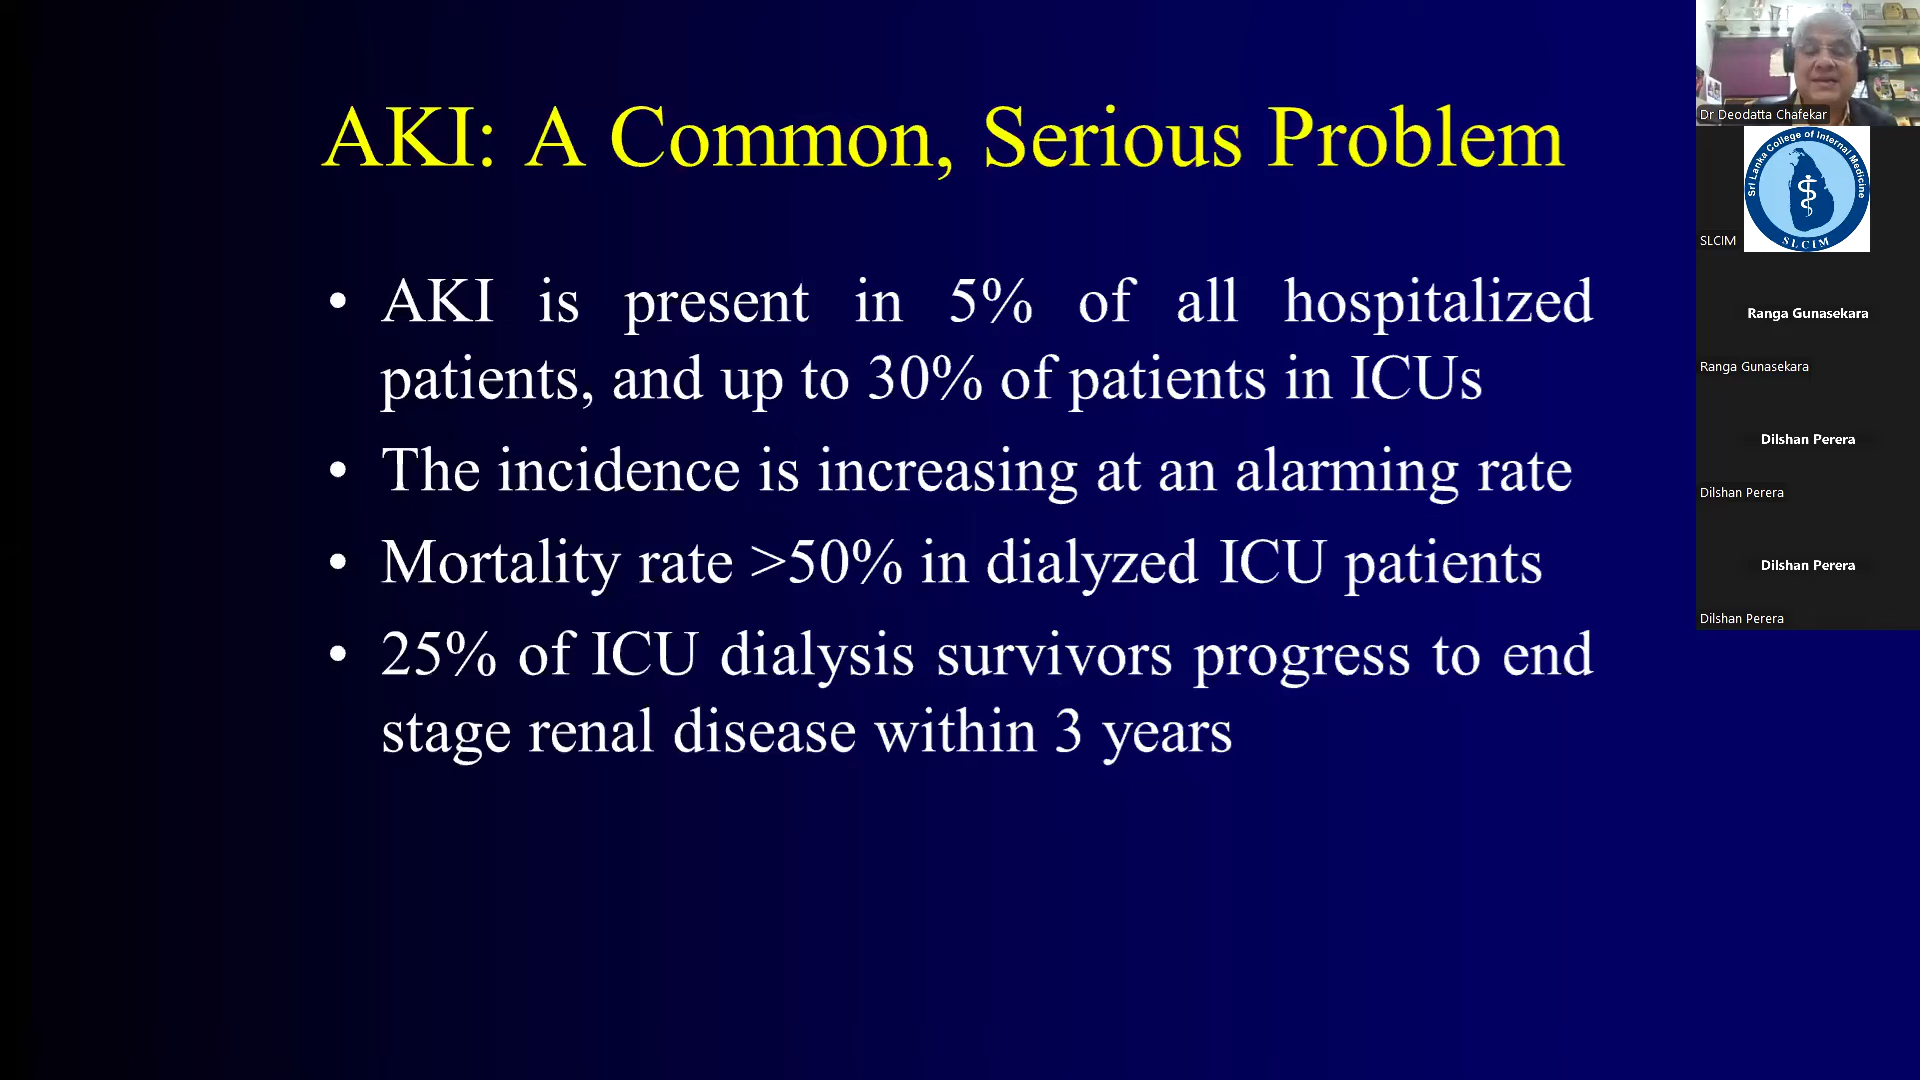 AKI: A Common, Serious Problem
• AKI is present in 5% of all hospitalized
patients, and up to 30% of patients in ICUs
• The incidence is increasing at an alarming rate
• Mortality rate >50% in dialyzed ICU patients
• 25% of ICU dialysis survivors progress to end
stage renal disease within 3 years
Dr Deodatta Chafekar
Sri Lanka College of Internal Medicine
SLCIM
SLCIM
Ranga Gunasekara
Ranga Gunasekara
Dilshan Perera
Dilshan Perera
Dilshan Perera
Dilshan Perera